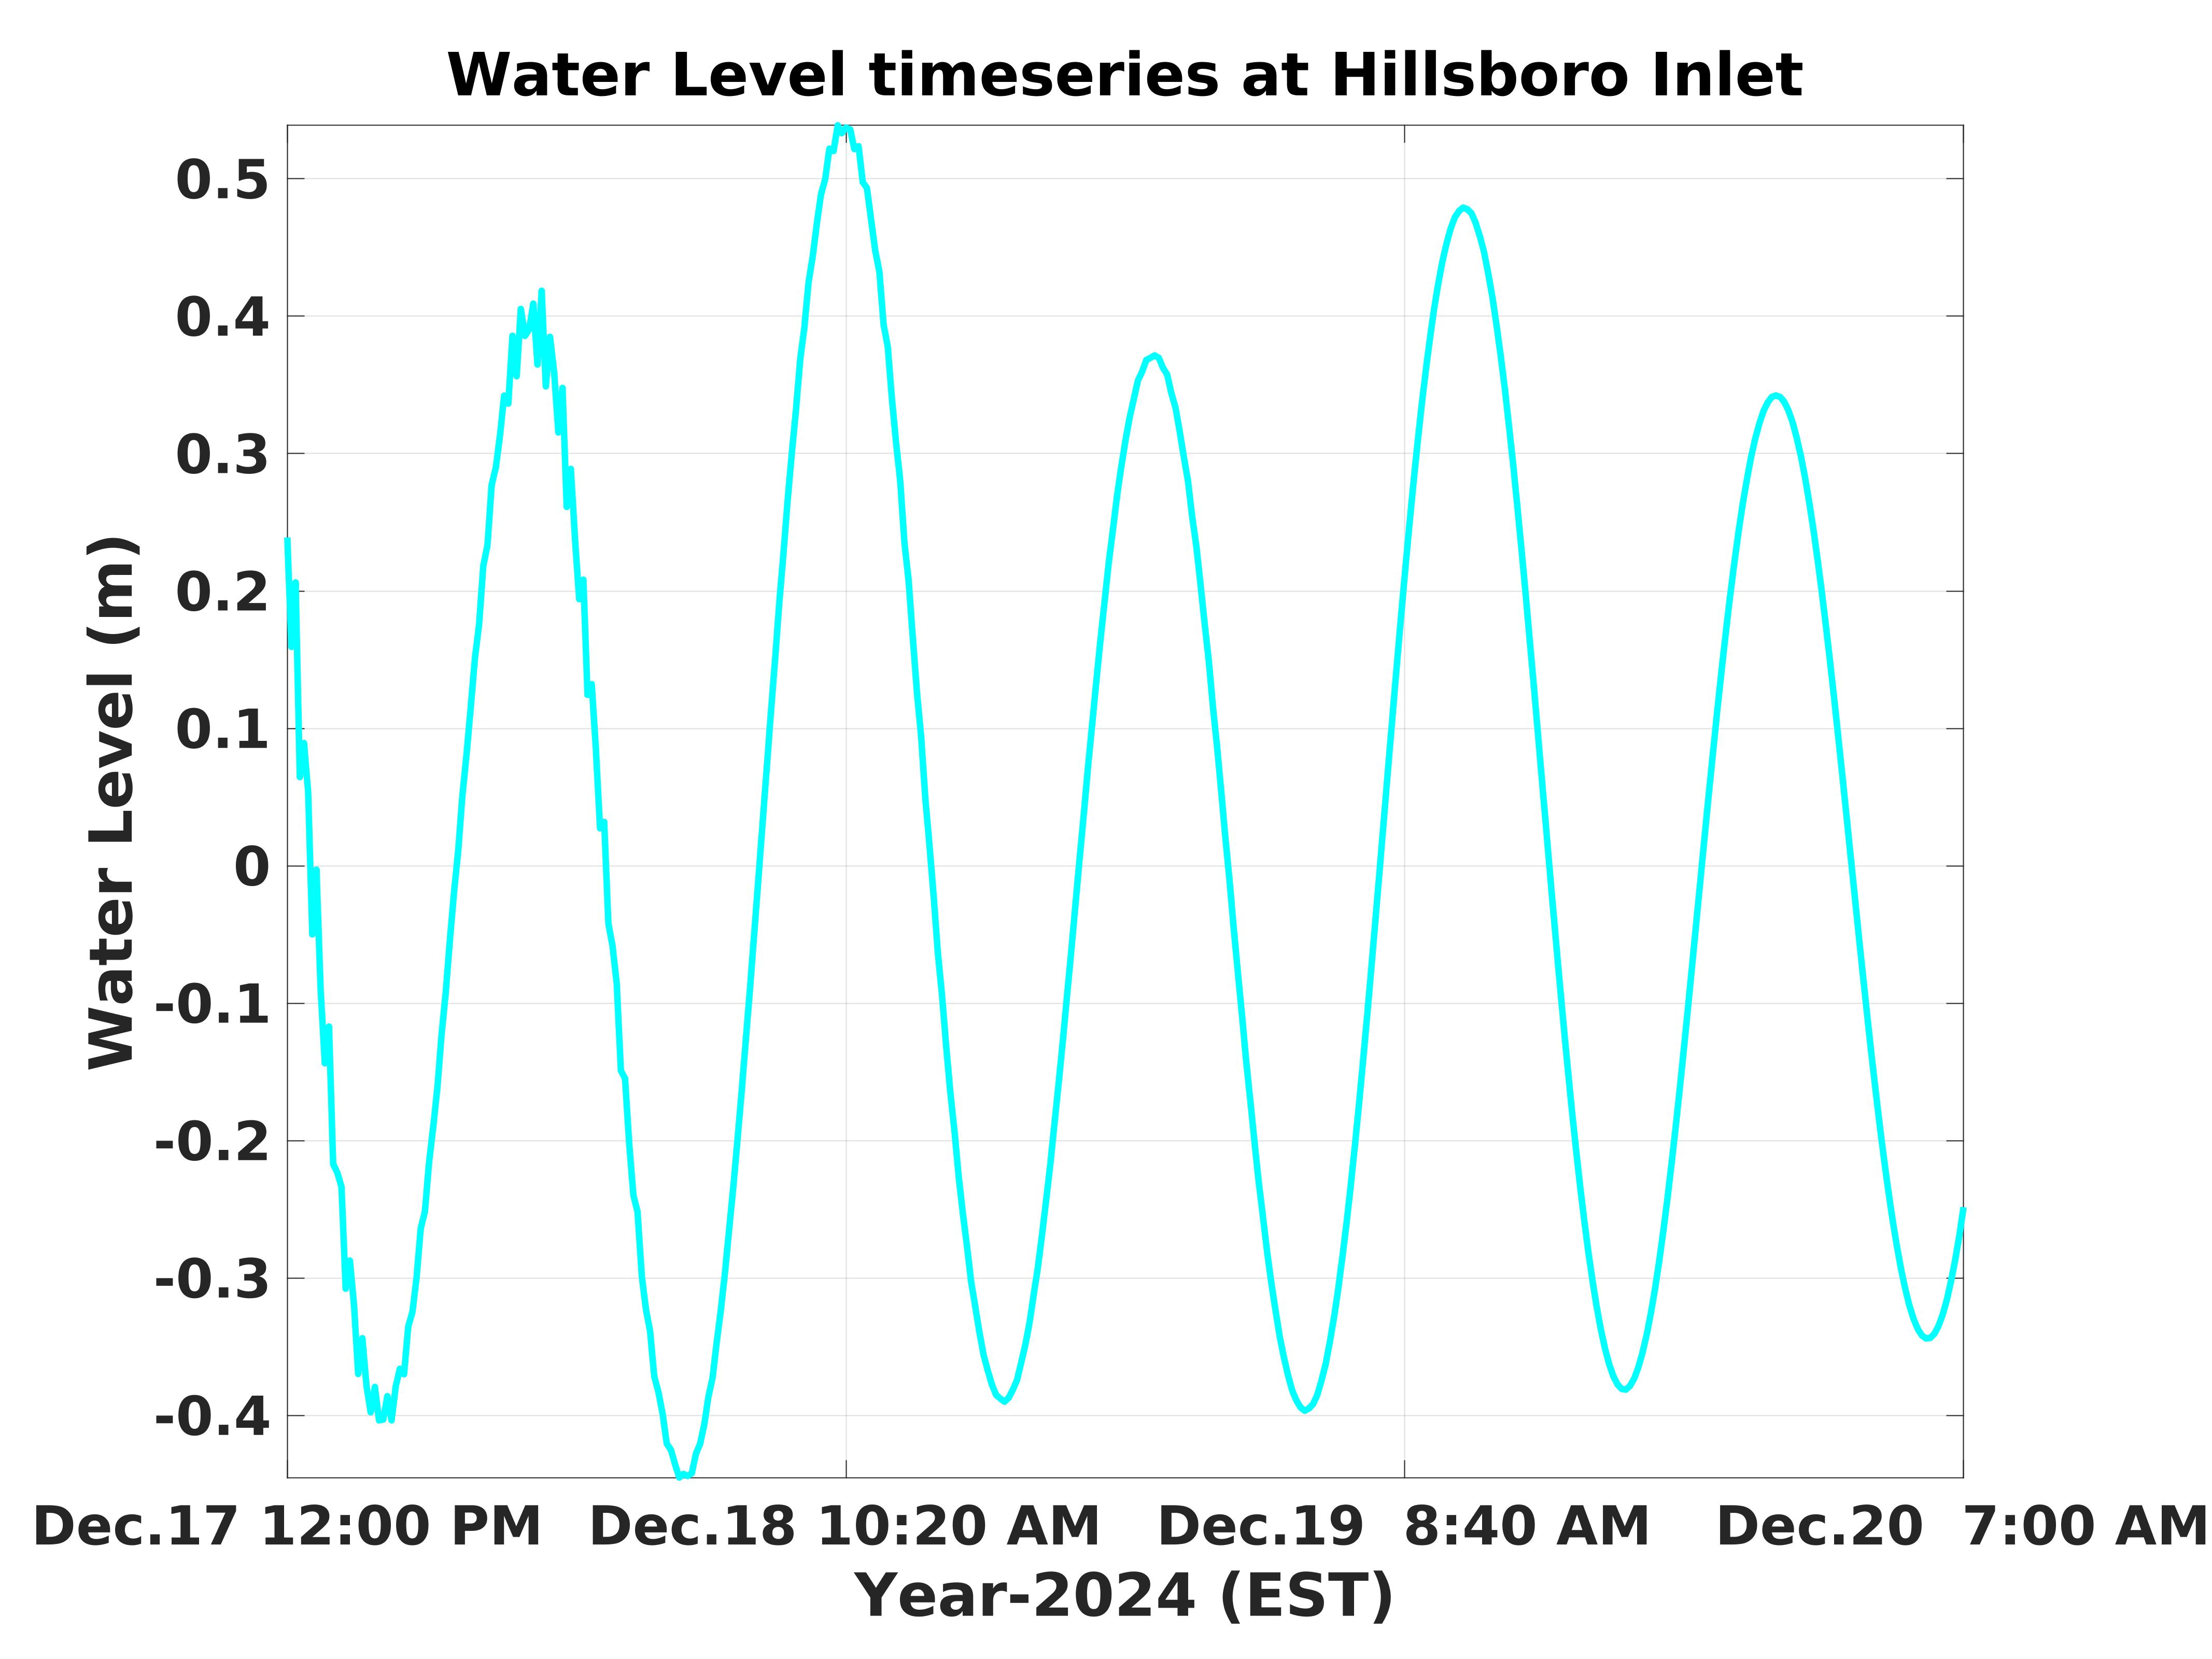 Water Level timeseries at Hillsboro Inlet
0.5
0.4
0.3
0.2
0.1
0
-0.1
-0.2
-0.3
-0.4
Water Level (m)
Dec.17 12:00 PM Dec.18 10:20 AM Dec.19 8:40 AM Dec.20 7:00 AM
Year-2024 (EST)